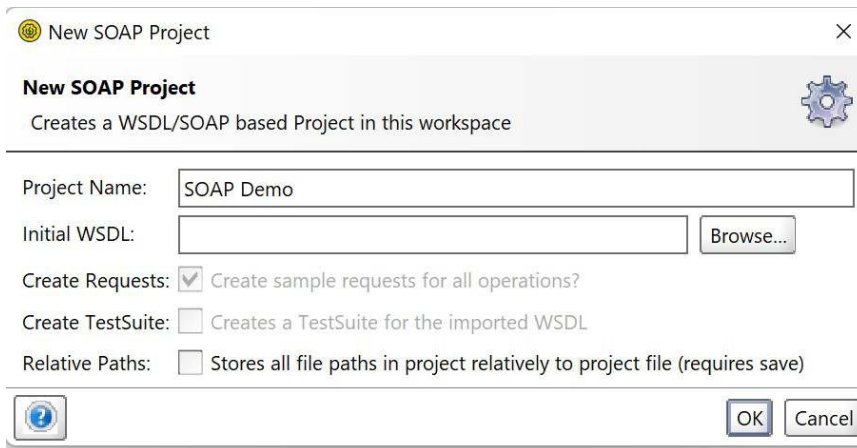 New SOAP Project
New SOAP Project
Creates a WSDL/SOAP based Project in this workspace
Project Name: SOAP Demo
Initial WSDL: Browse...
Create Requests: Create sample requests for all operations?
Create TestSuite: Creates a TestSuite for the imported WSDL
Relative Paths: Stores all file paths in project relatively to project file (requires save)
? OK Cancel